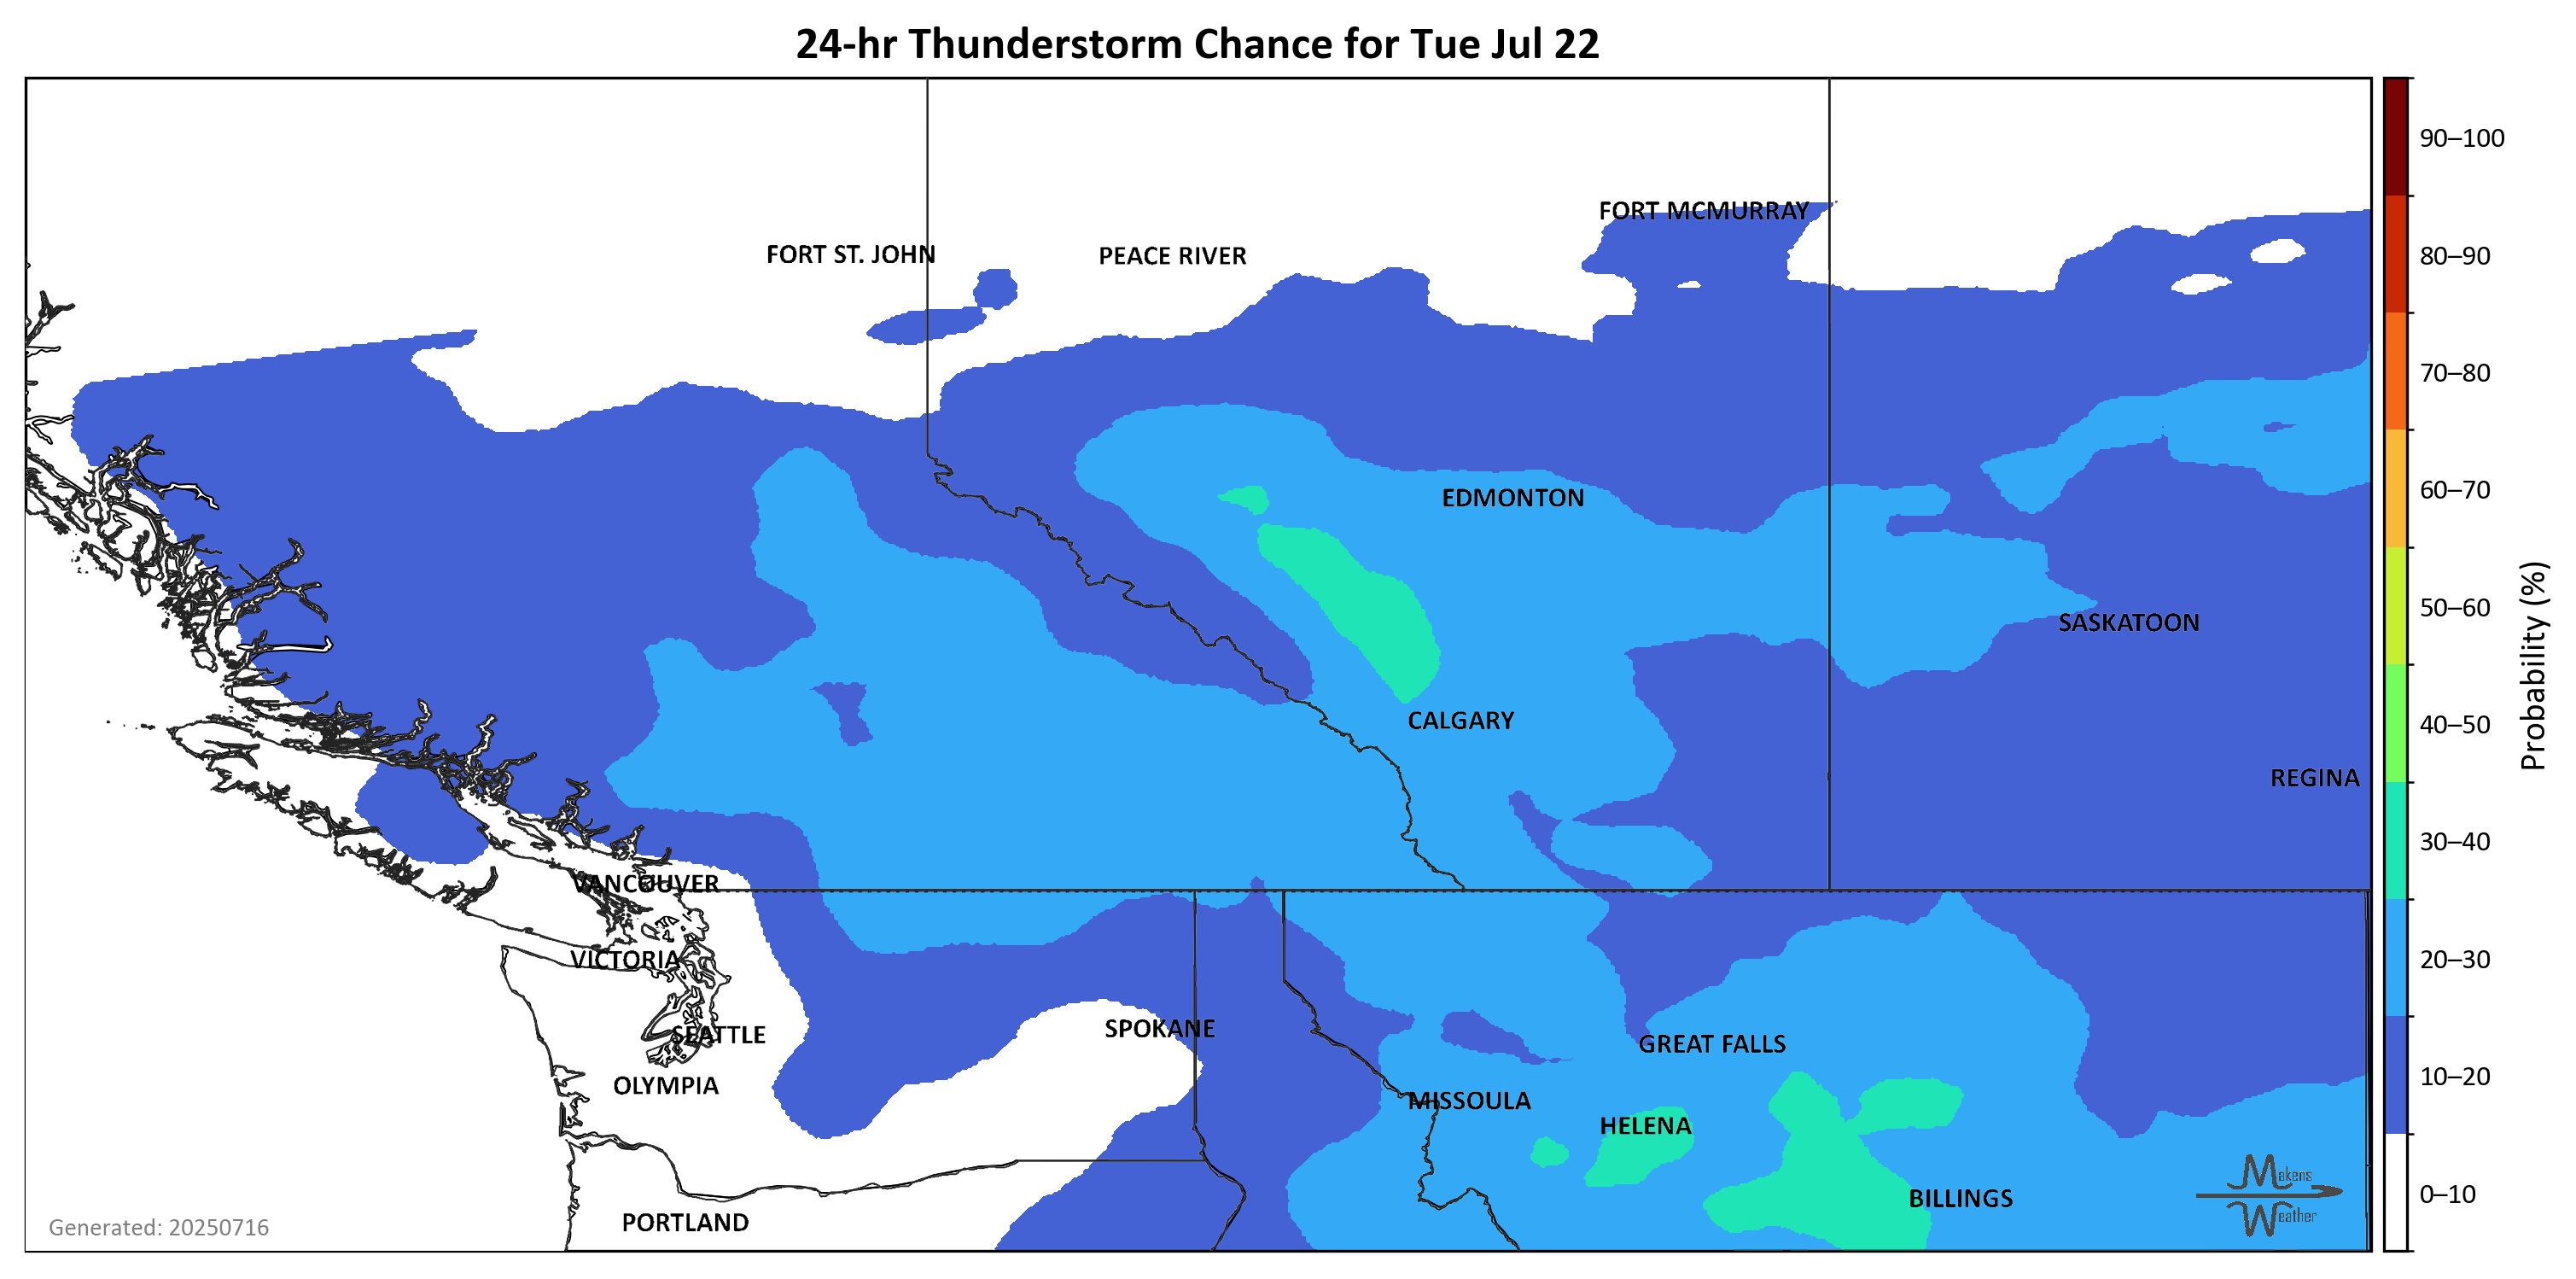 24-hr Thunderstorm Chance for Tue Jul 22
90–100
FORT MCMURRAY
FORT ST. JOHN
PEACE RIVER
80–90
70–80
EDMONTON
60–70
SASKATOON
50–60
Probability (%)
CALGARY
40–50
REGINA
30–40
VANCOUVER
VICTORIA
20–30
SPOKANE
SEATTLE
GREAT FALLS
10–20
OLYMPIA
MISSOULA
HELENA
Makens
Weather
BILLINGS
0–10
PORTLAND
Generated: 20250716